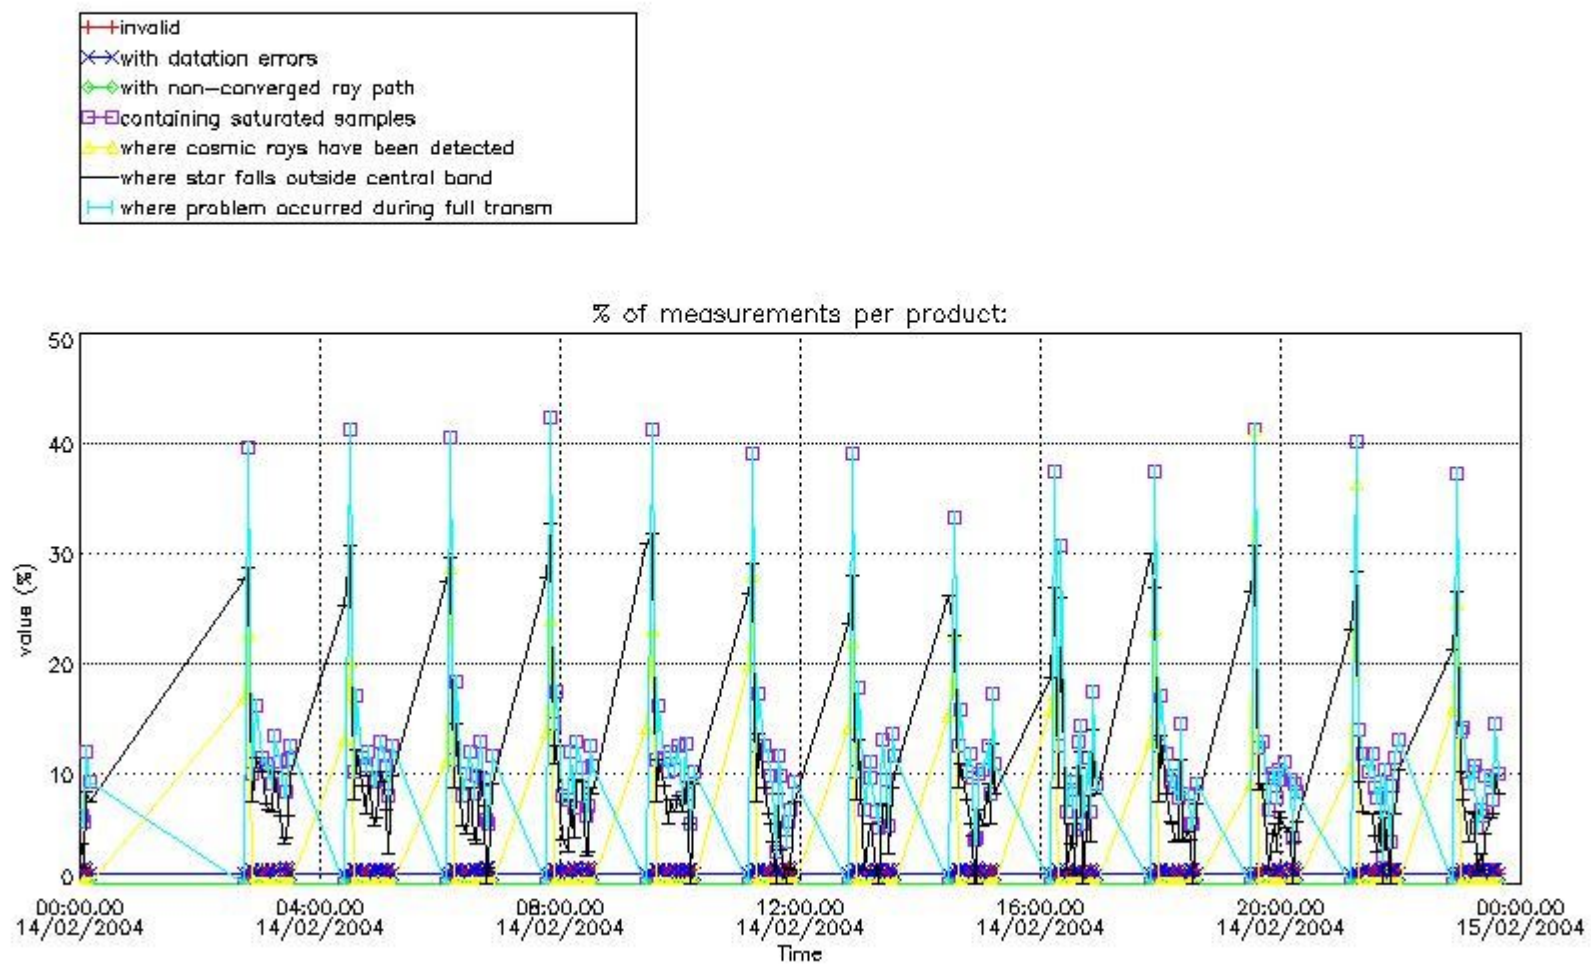 invalid
with datation errors
with non-converged ray path
containing saturated samples
where cosmic rays have been detected
where star falls outside central band
where problem occurred during full transm
% of measurements per product:
50
40
30
20
10
0
value (%)
00:00:00 04:00:00 08:00:00 12:00:00 16:00:00 20:00:00 00:00:00
14/02/2004 14/02/2004 14/02/2004 14/02/2004 14/02/2004 14/02/2004 15/02/2004
Time